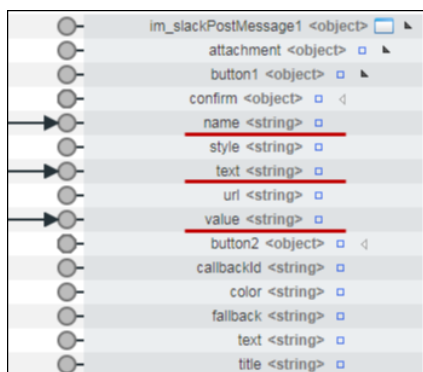 im_slackPostMessage1 <object>
attachment <object>
button1 <object>
confirm <object>
name <string>
style <string>
text <string>
url <string>
value <string>
button2 <object>
callbackId <string>
color <string>
fallback <string>
text <string>
title <string>